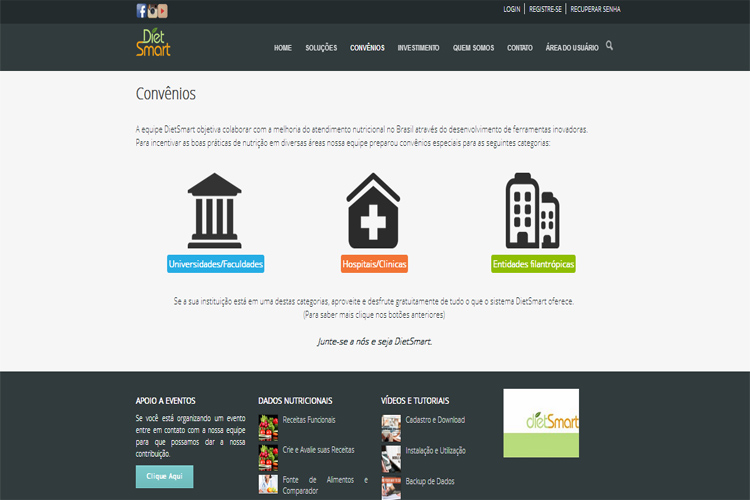 LOGIN REGISTRE-SE RECUPERAR SENHA
Diet
Smart
HOME SOLUÇÕES CONVÊNIOS INVESTIMENTO QUEM SOMOS CONTATO ÁREA DO USUÁRIO
Convênios
A equipe DietSmart objetiva colaborar com a melhoria do atendimento nutricional no Brasil através do desenvolvimento de ferramentas inovadoras.
Para incentivar as boas práticas de nutrição em diversas áreas nossa equipe preparou convênios especiais para as seguintes categorias:
Universidades/Faculdades Hospitais/Clínicas Entidades filantrópicas
Se a sua instituição está em uma destas categorias, aproveite e desfrute gratuitamente de tudo o que o sistema DietSmart oferece.
(Para saber mais clique nos botões anteriores)
Junte-se a nós e seja DietSmart.
APOIO A EVENTOS
Se você está organizando um evento
entre em contato com a nossa equipe
para que possamos dar a nossa
contribuição.
Clique Aqui
DADOS NUTRICIONAIS
Receitas Funcionais
Crie e Avalie suas Receitas
Fonte de Alimentos e
Comparador
VÍDEOS E TUTORIAIS
Cadastro e Download
Instalação e Utilização
Backup de Dados
dietSmart